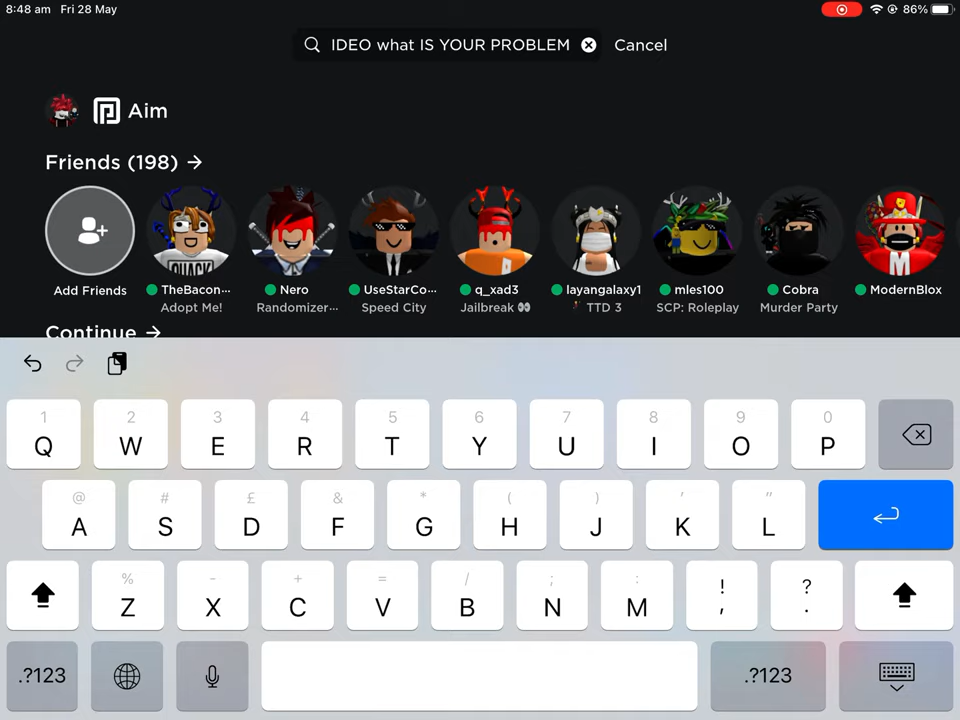 8:48 am Fri 28 May 86%
IDEO what IS YOUR PROBLEM Cancel
Aim
Friends (198) →
QUACK M
Add Friends TheBacon... Nero UseStarCo... q_xad3 layangalaxy1 mles100 Cobra ModernBlox
Adopt Me! Randomizer... Speed City Jailbreak 👀 TTD 3 SCP: Roleplay Murder Party
Continue →
1 2 3 4 5 6 7 8 9 0
Q W E R T Y U I O P
@ # £ & * ( ) ' "
A S D F G H J K L
% - + = / ; : ! ?
Z X C V B N M , .
.?123 .?123